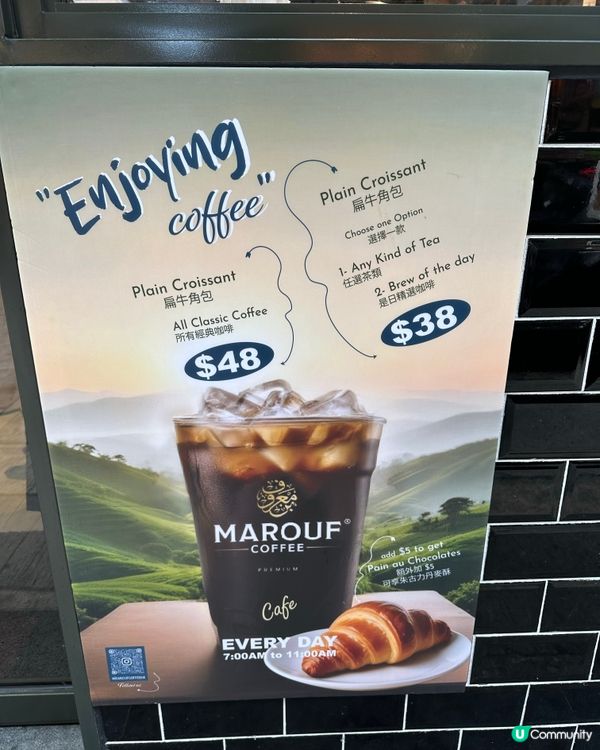 "Enjoying
coffee"
Plain Croissant
扁牛角包
All Classic Coffee
所有經典咖啡
$48
Plain Croissant
扁牛角包
Choose one Option
選擇一款
1- Any Kind of Tea
任選茶類
2- Brew of the day
是日精選咖啡
$38
معروف
بن
MAROUF®
COFFEE
PREMIUM
Cafe
add $5 to get
Pain au Chocolates
額外加 $5
可享朱古力丹麥酥
EVERY DAY
7:00AM to 11:00AM
U Community